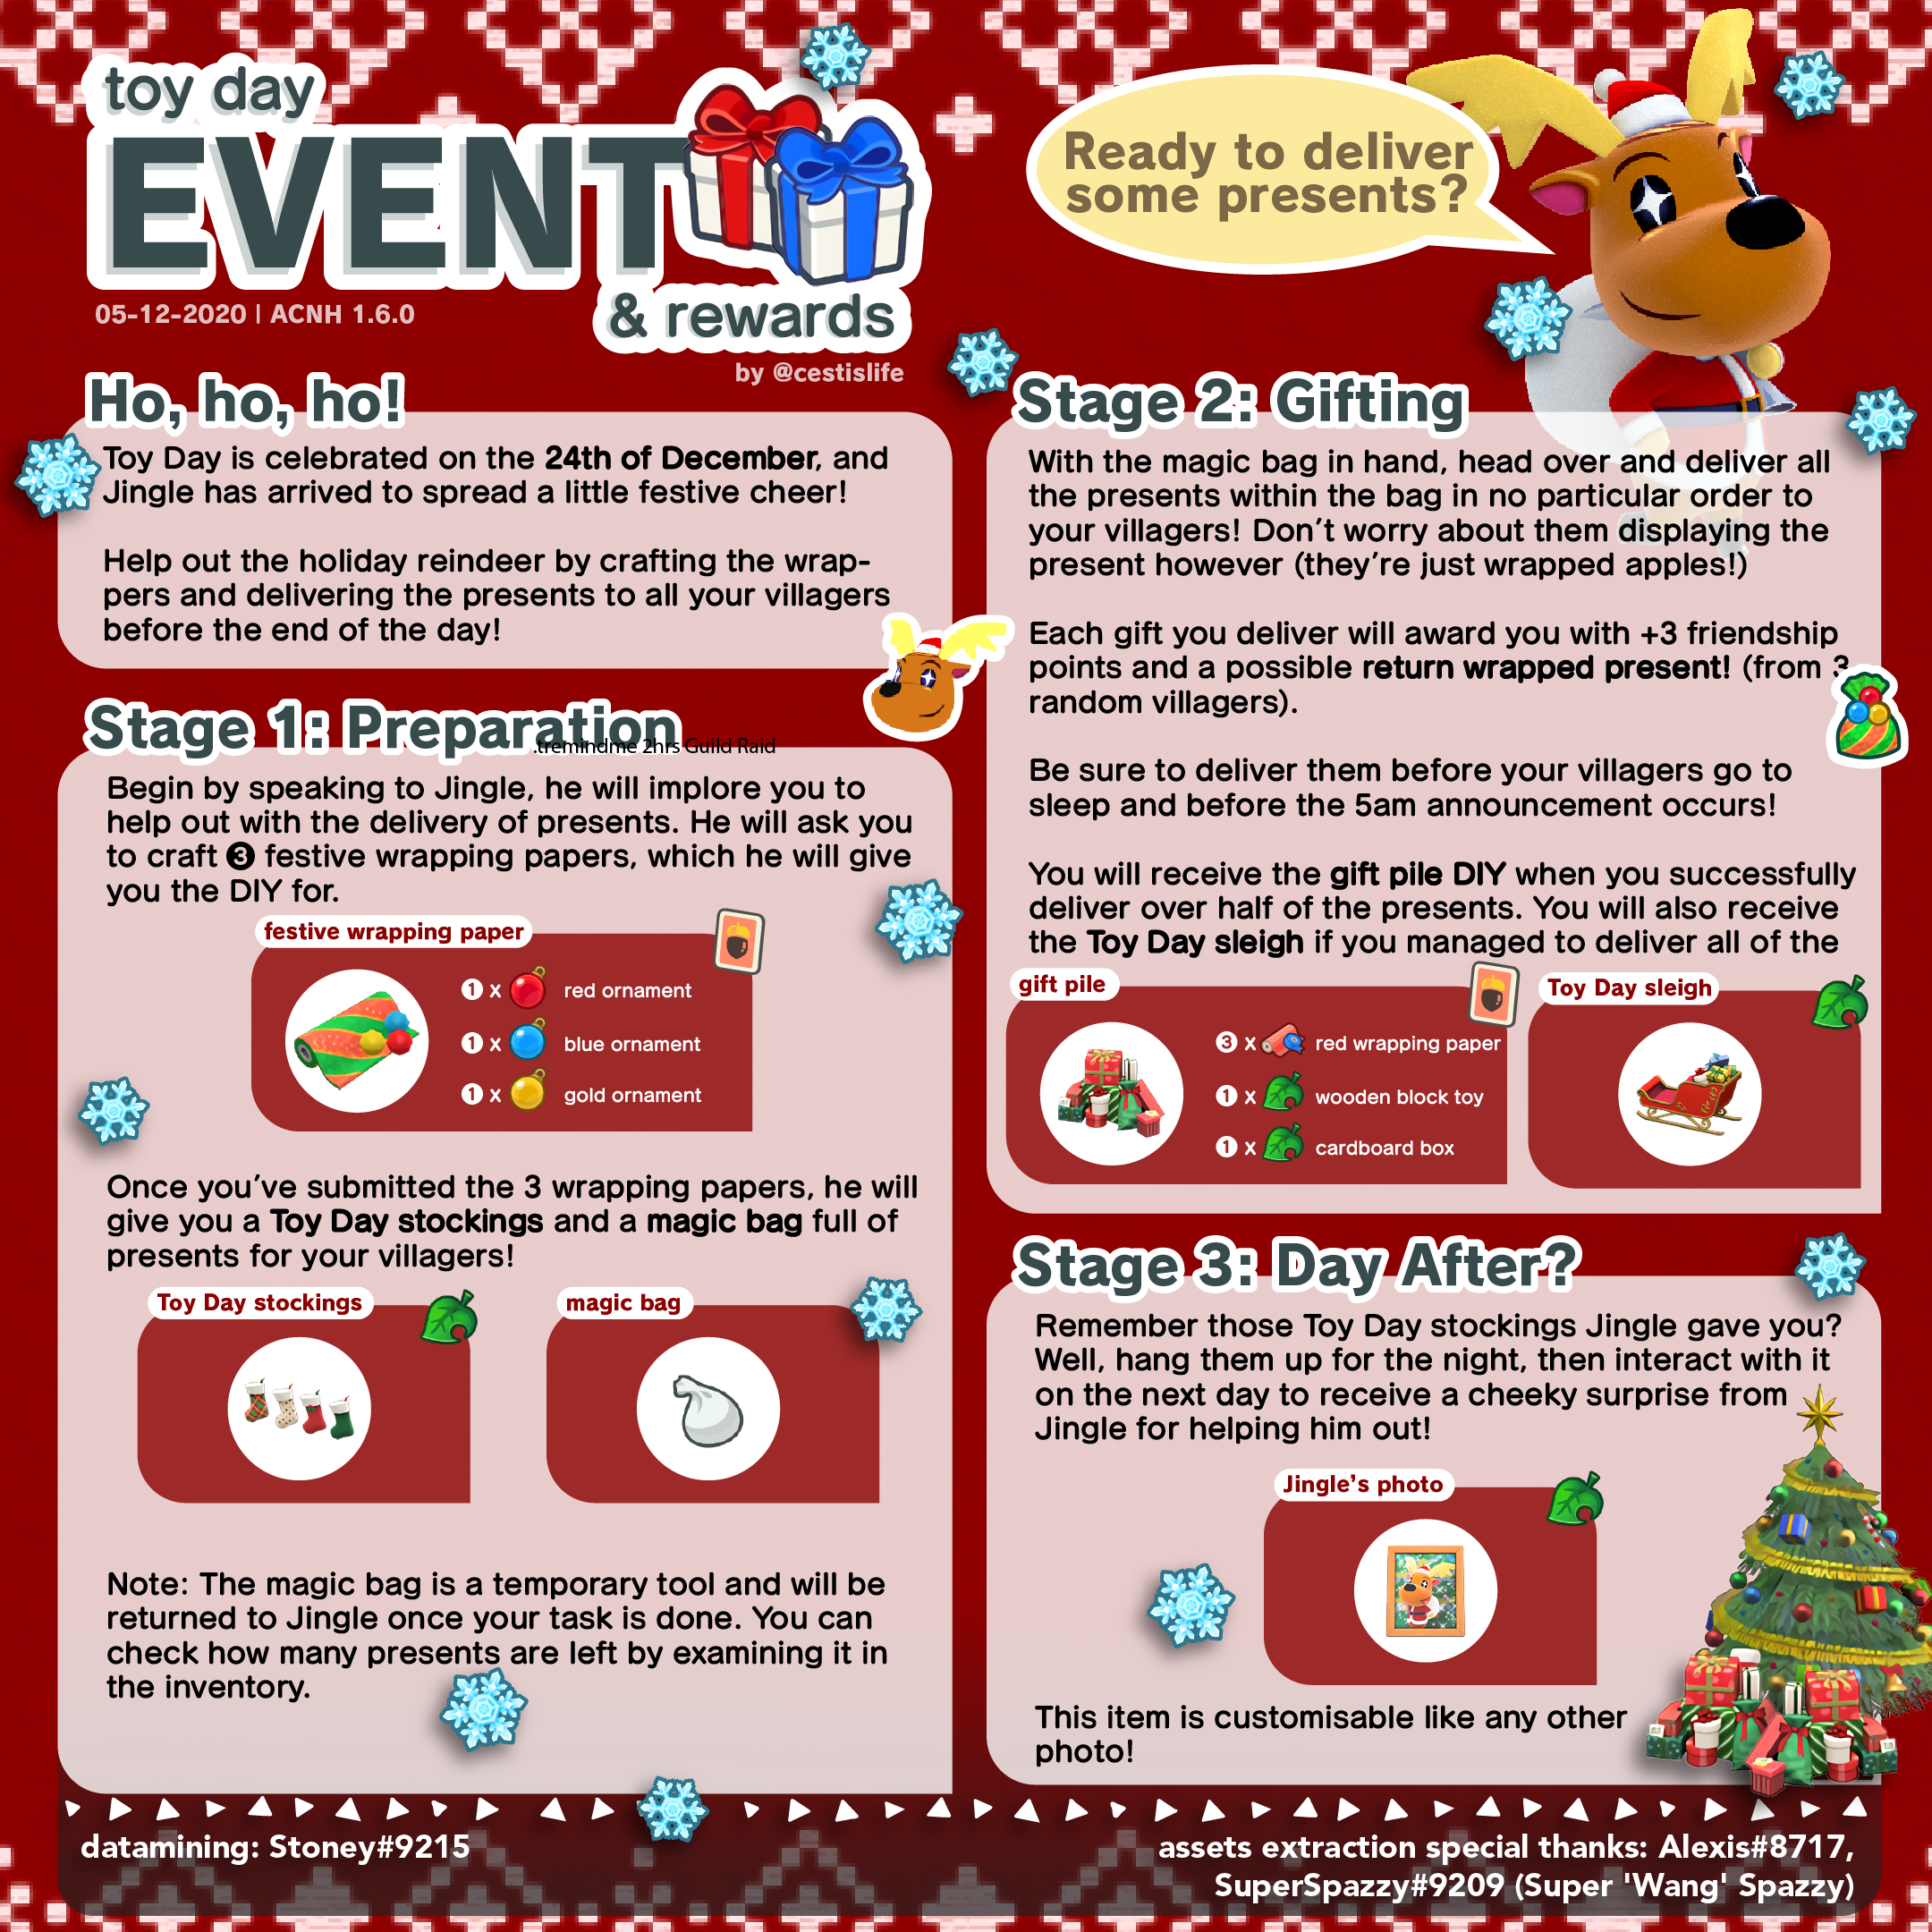 toy day
EVENT
& rewards
05-12-2020 | ACNH 1.6.0
by @cestislife
Ready to deliver
some presents?
Ho, ho, ho!
Toy Day is celebrated on the 24th of December, and
Jingle has arrived to spread a little festive cheer!
Help out the holiday reindeer by crafting the wrap-
pers and delivering the presents to all your villagers
before the end of the day!
Stage 1: Preparation
.tremindme 2hrs Guild Raid
Begin by speaking to Jingle, he will implore you to
help out with the delivery of presents. He will ask you
to craft 3 festive wrapping papers, which he will give
you the DIY for.
festive wrapping paper
1 x red ornament
1 x blue ornament
1 x gold ornament
Once you've submitted the 3 wrapping papers, he will
give you a Toy Day stockings and a magic bag full of
presents for your villagers!
Toy Day stockings
magic bag
Note: The magic bag is a temporary tool and will be
returned to Jingle once your task is done. You can
check how many presents are left by examining it in
the inventory.
Stage 2: Gifting
With the magic bag in hand, head over and deliver all
the presents within the bag in no particular order to
your villagers! Don't worry about them displaying the
present however (they're just wrapped apples!)
Each gift you deliver will award you with +3 friendship
points and a possible return wrapped present! (from 3
random villagers).
Be sure to deliver them before your villagers go to
sleep and before the 5am announcement occurs!
You will receive the gift pile DIY when you successfully
deliver over half of the presents. You will also receive
the Toy Day sleigh if you managed to deliver all of the
gift pile
3 x red wrapping paper
1 x wooden block toy
1 x cardboard box
Toy Day sleigh
Stage 3: Day After?
Remember those Toy Day stockings Jingle gave you?
Well, hang them up for the night, then interact with it
on the next day to receive a cheeky surprise from
Jingle for helping him out!
Jingle's photo
This item is customisable like any other
photo!
datamining: Stoney#9215
assets extraction special thanks: Alexis#8717,
SuperSpazzy#9209 (Super 'Wang' Spazzy)